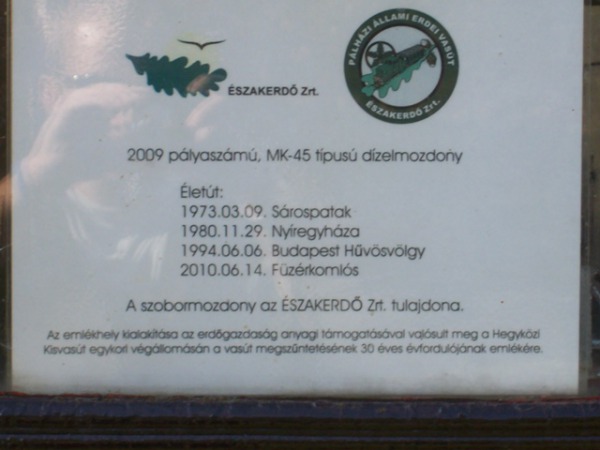 ÉSZAKERDŐ Zrt.
PÁLHÁZI ÁLLAMI ERDEI VASÚT
ÉSZAKERDŐ Zrt.
2009 pályaszámú, MK-45 típusú dízelmozdony
Életút:
1973.03.09. Sárospatak
1980.11.29. Nyíregyháza
1994.06.06. Budapest Hűvösvölgy
2010.06.14. Füzérkomlós
A szobormozdony az ÉSZAKERDŐ Zrt. tulajdona.
Az emlékhely kialakítása az erdőgazdaság anyagi támogatásával valósult meg a Hegyközi
Kisvasút egykori végállomásán a vasút megszűntetésének 30 éves évfordulójának emlékére.